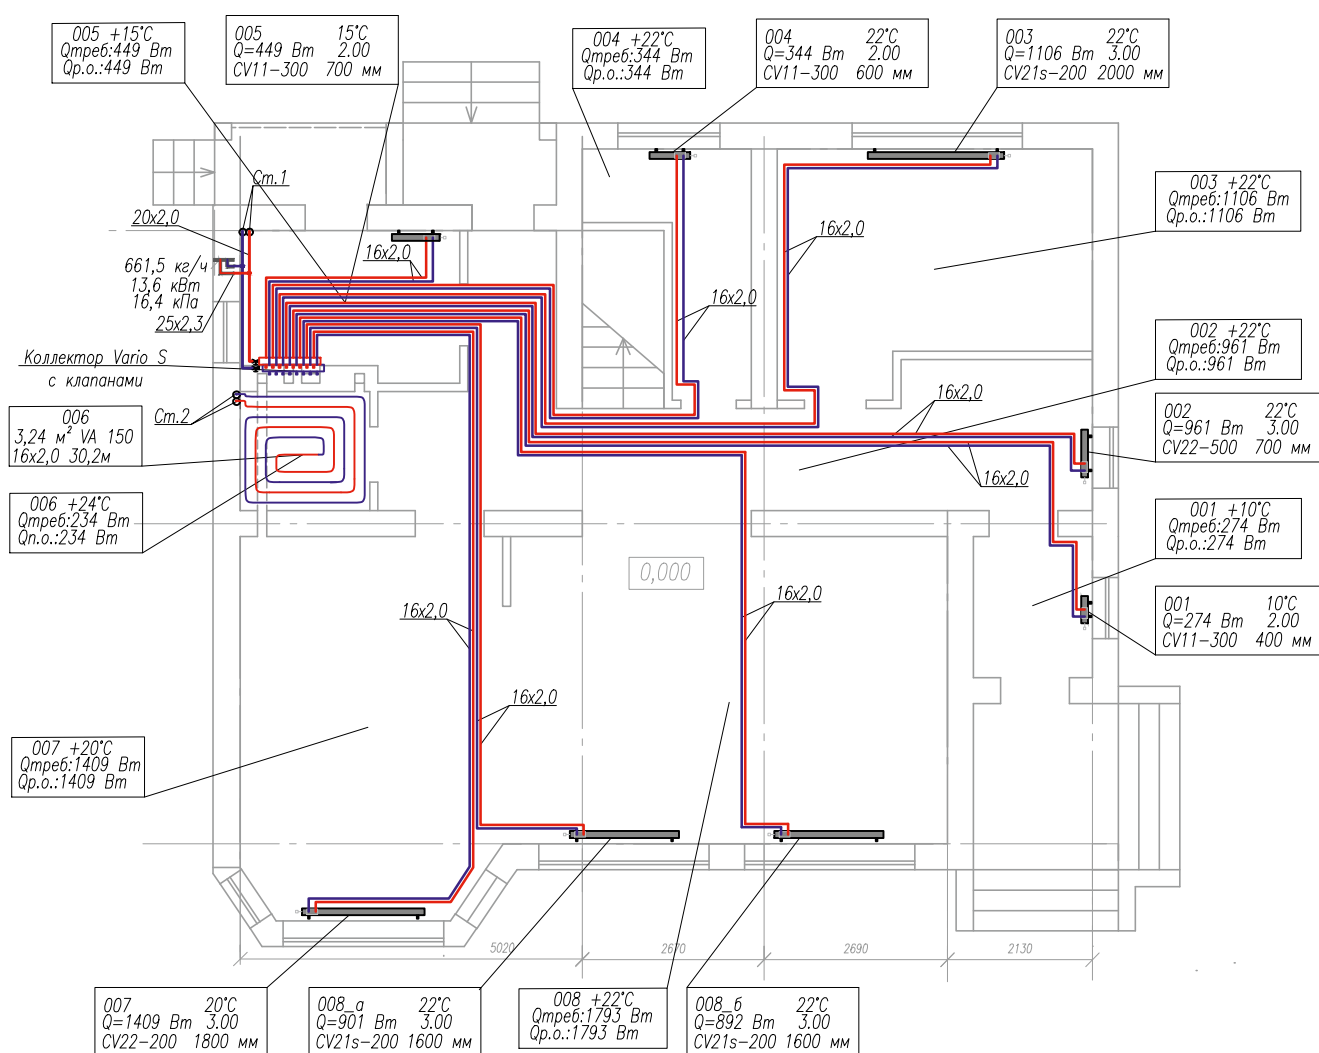 005 +15°C
Qтреб:449 Вт
Qр.о.:449 Вт
005 15°C
Q=449 Вт 2.00
CV11-300 700 мм
004 +22°C
Qтреб:344 Вт
Qр.о.:344 Вт
004 22°C
Q=344 Вт 2.00
CV11-300 600 мм
003 22°C
Q=1106 Вт 3.00
CV21s-200 2000 мм
Ст.1
20х2,0
661,5 кг/ч
13,6 кВт
16,4 кПа
25х2,3
16х2,0
16х2,0
16х2,0
003 +22°C
Qтреб:1106 Вт
Qр.о.:1106 Вт
Коллектор Vario S
с клапанами
002 +22°C
Qтреб:961 Вт
Qр.о.:961 Вт
16х2,0
002 22°C
Q=961 Вт 3.00
CV22-500 700 мм
006
3,24 м² VA 150
16х2,0 30,2м
Ст.2
16х2,0
006 +24°C
Qтреб:234 Вт
Qп.о.:234 Вт
001 +10°C
Qтреб:274 Вт
Qр.о.:274 Вт
0,000
001 10°C
Q=274 Вт 2.00
CV11-300 400 мм
16х2,0
16х2,0
16х2,0
007 +20°C
Qтреб:1409 Вт
Qр.о.:1409 Вт
5020
2670
2690
2130
007 20°C
Q=1409 Вт 3.00
CV22-200 1800 мм
008_а 22°C
Q=901 Вт 3.00
CV21s-200 1600 мм
008 +22°C
Qтреб:1793 Вт
Qр.о.:1793 Вт
008_б 22°C
Q=892 Вт 3.00
CV21s-200 1600 мм